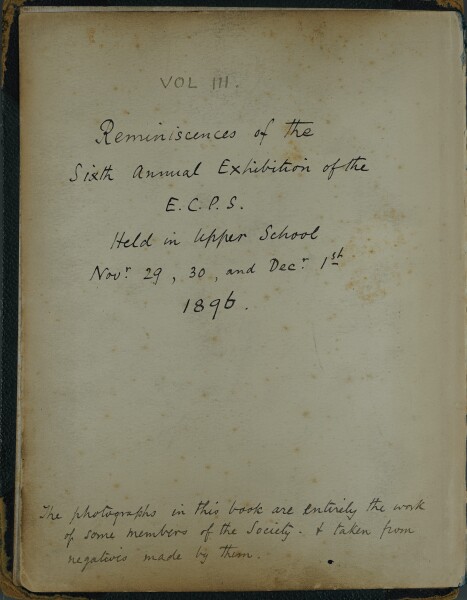 VOL III.
Reminiscences of the
Sixth Annual Exhibition of the
E.C.P.S.
Held in Upper School
Novr 29, 30, and Decr 1st
1896.
The photographs in this book are entirely the work
of some members of the Society. & taken from
negativis made by them.